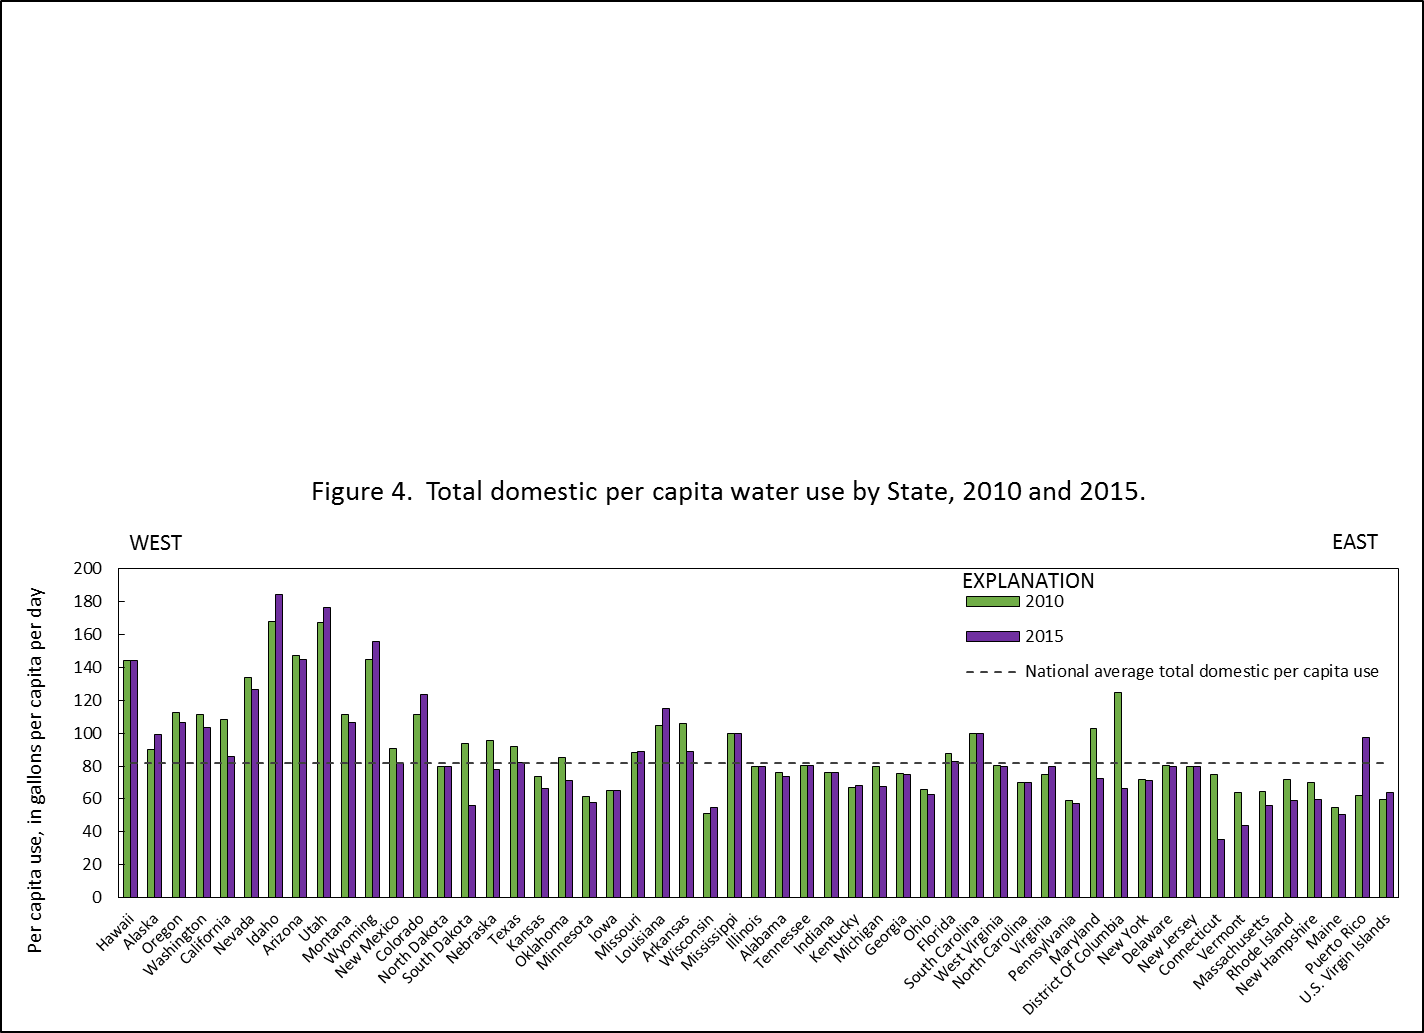 Figure 4.  Total domestic per capita water use by State, 2010 and 2015.
WEST
EAST
Per capita use, in gallons per capita per day
200
180
160
140
120
100
80
60
40
20
0
EXPLANATION
2010
2015
National average total domestic per capita use
Hawaii
Alaska
Oregon
Washington
California
Nevada
Idaho
Arizona
Utah
Montana
Wyoming
New Mexico
Colorado
North Dakota
South Dakota
Nebraska
Texas
Kansas
Oklahoma
Minnesota
Iowa
Missouri
Louisiana
Arkansas
Wisconsin
Mississippi
Illinois
Alabama
Tennessee
Indiana
Kentucky
Michigan
Georgia
Ohio
Florida
South Carolina
West Virginia
North Carolina
Virginia
Pennsylvania
Maryland
District Of Columbia
New York
Delaware
New Jersey
Connecticut
Vermont
Massachusetts
Rhode Island
New Hampshire
Maine
Puerto Rico
U.S. Virgin Islands